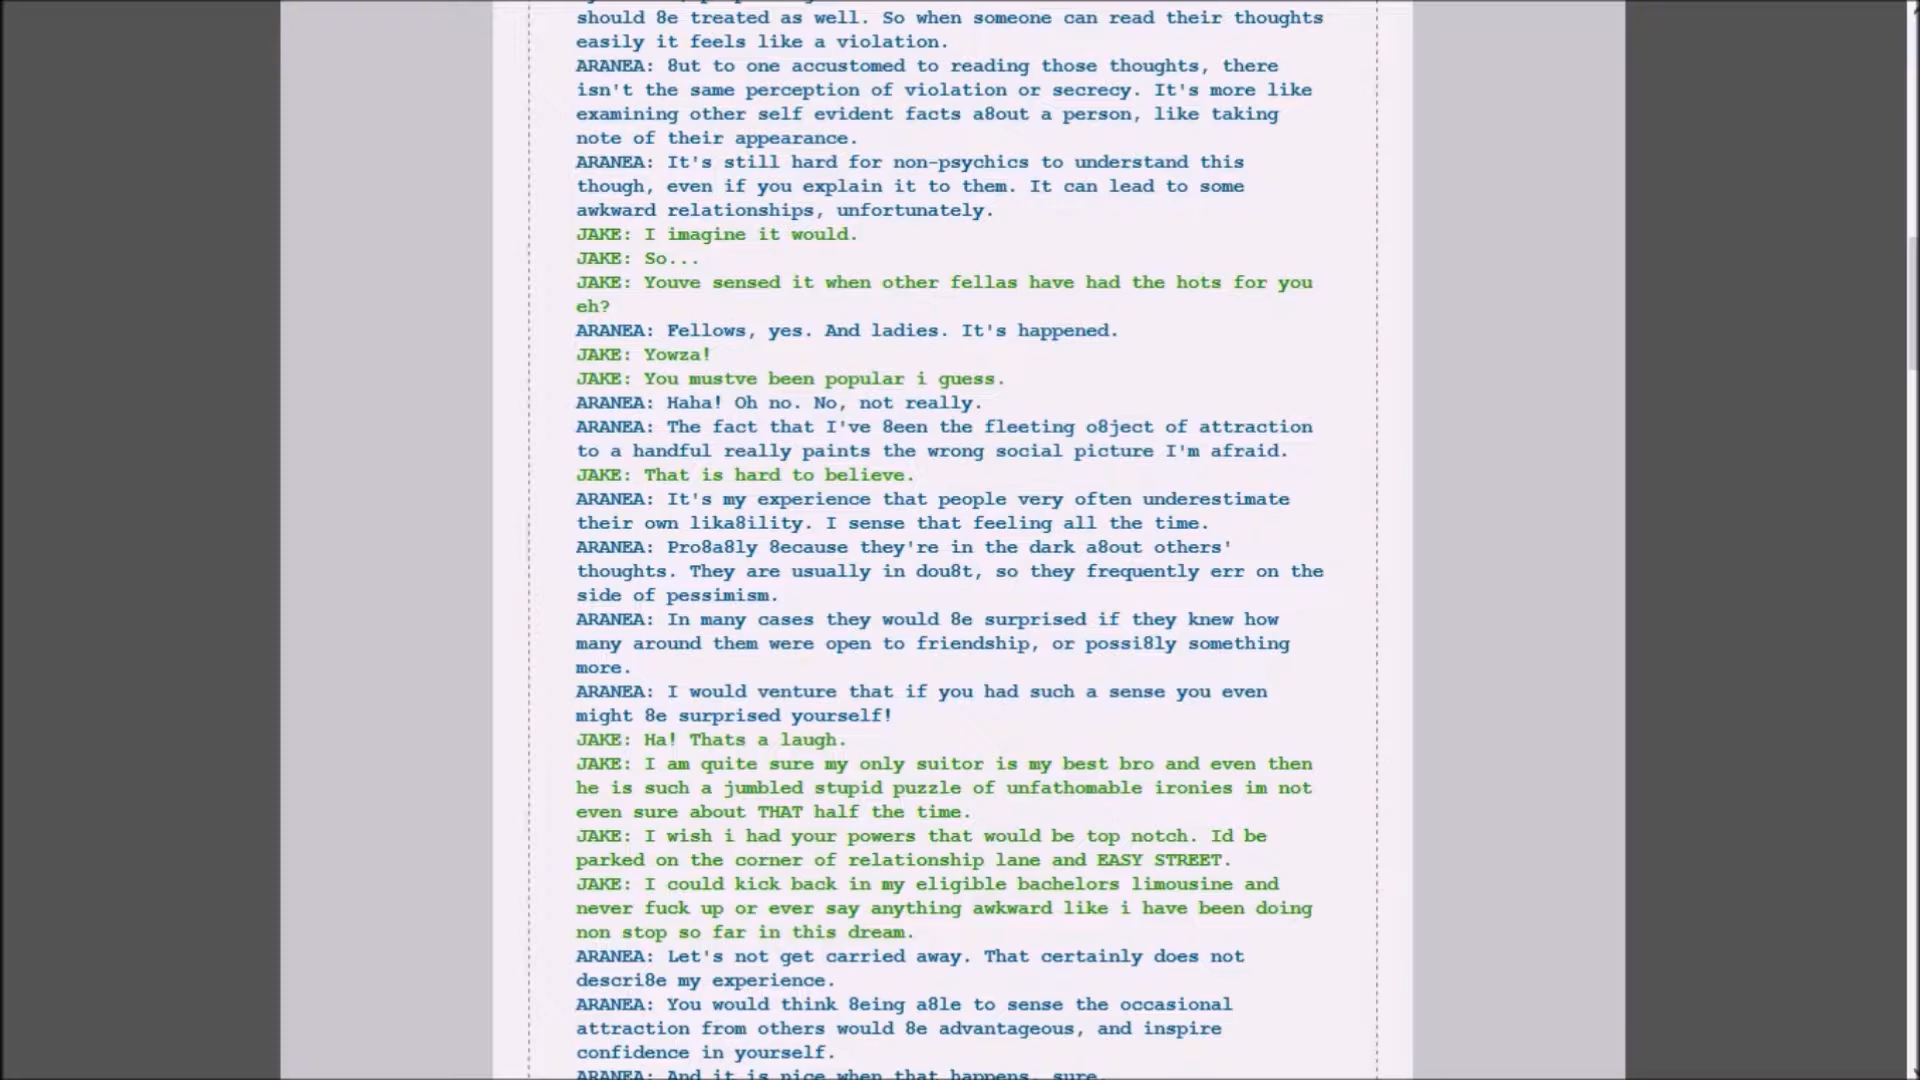 should 8e treated as well. So when someone can read their thoughts
easily it feels like a violation.
ARANEA: 8ut to one accustomed to reading those thoughts, there
isn't the same perception of violation or secrecy. It's more like
examining other self evident facts a8out a person, like taking
note of their appearance.
ARANEA: It's still hard for non-psychics to understand this
though, even if you explain it to them. It can lead to some
awkward relationships, unfortunately.
JAKE: I imagine it would.
JAKE: So...
JAKE: Youve sensed it when other fellas have had the hots for you
eh?
ARANEA: Fellows, yes. And ladies. It's happened.
JAKE: Yowza!
JAKE: You mustve been popular i guess.
ARANEA: Haha! Oh no. No, not really.
ARANEA: The fact that I've 8een the fleeting o8ject of attraction
to a handful really paints the wrong social picture I'm afraid.
JAKE: That is hard to believe.
ARANEA: It's my experience that people very often underestimate
their own lika8ility. I sense that feeling all the time.
ARANEA: Pro8a8ly 8ecause they're in the dark a8out others'
thoughts. They are usually in dou8t, so they frequently err on the
side of pessimism.
ARANEA: In many cases they would 8e surprised if they knew how
many around them were open to friendship, or possi8ly something
more.
ARANEA: I would venture that if you had such a sense you even
might 8e surprised yourself!
JAKE: Ha! Thats a laugh.
JAKE: I am quite sure my only suitor is my best bro and even then
he is such a jumbled stupid puzzle of unfathomable ironies im not
even sure about THAT half the time.
JAKE: I wish i had your powers that would be top notch. Id be
parked on the corner of relationship lane and EASY STREET.
JAKE: I could kick back in my eligible bachelors limousine and
never fuck up or ever say anything awkward like i have been doing
non stop so far in this dream.
ARANEA: Let's not get carried away. That certainly does not
descri8e my experience.
ARANEA: You would think 8eing a8le to sense the occasional
attraction from others would 8e advantageous, and inspire
confidence in yourself.
ARANEA: And it is nice when that happens, sure.